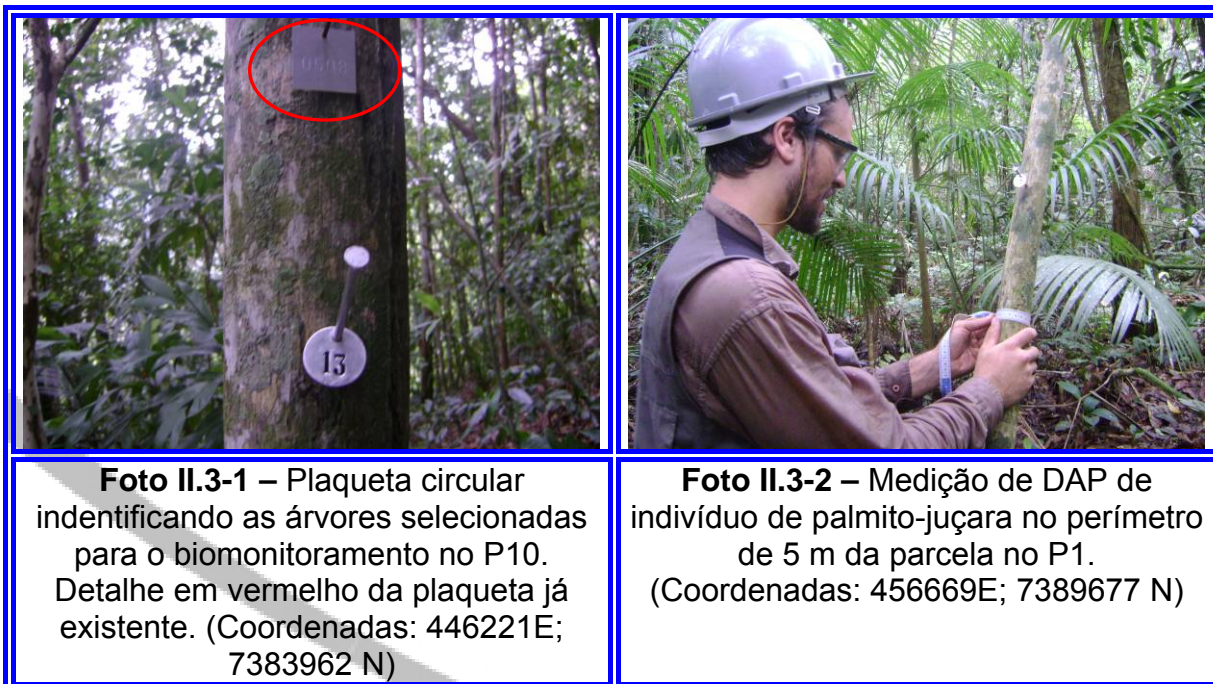 0508
13
Foto II.3-1 – Plaqueta circular
indentificando as árvores selecionadas
para o biomonitoramento no P10.
Detalhe em vermelho da plaqueta já
existente. (Coordenadas: 446221E;
7383962 N)
Foto II.3-2 – Medição de DAP de
indivíduo de palmito-juçara no perímetro
de 5 m da parcela no P1.
(Coordenadas: 456669E; 7389677 N)